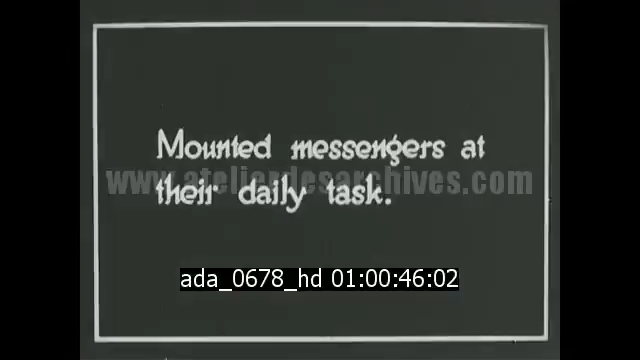 Mounted messengers at
www.atelierdesarchives.com
their daily task.
ada_0678_hd 01:00:46:02